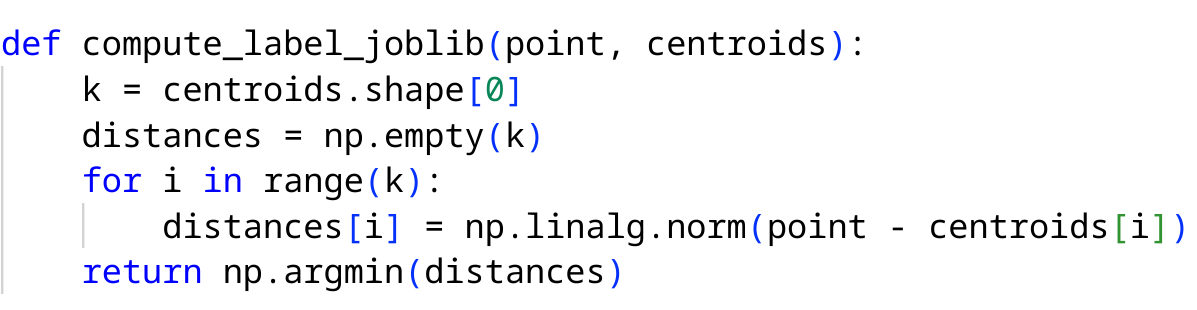 def compute_label_joblib(point, centroids):
    k = centroids.shape[0]
    distances = np.empty(k)
    for i in range(k):
        distances[i] = np.linalg.norm(point - centroids[i])
    return np.argmin(distances)